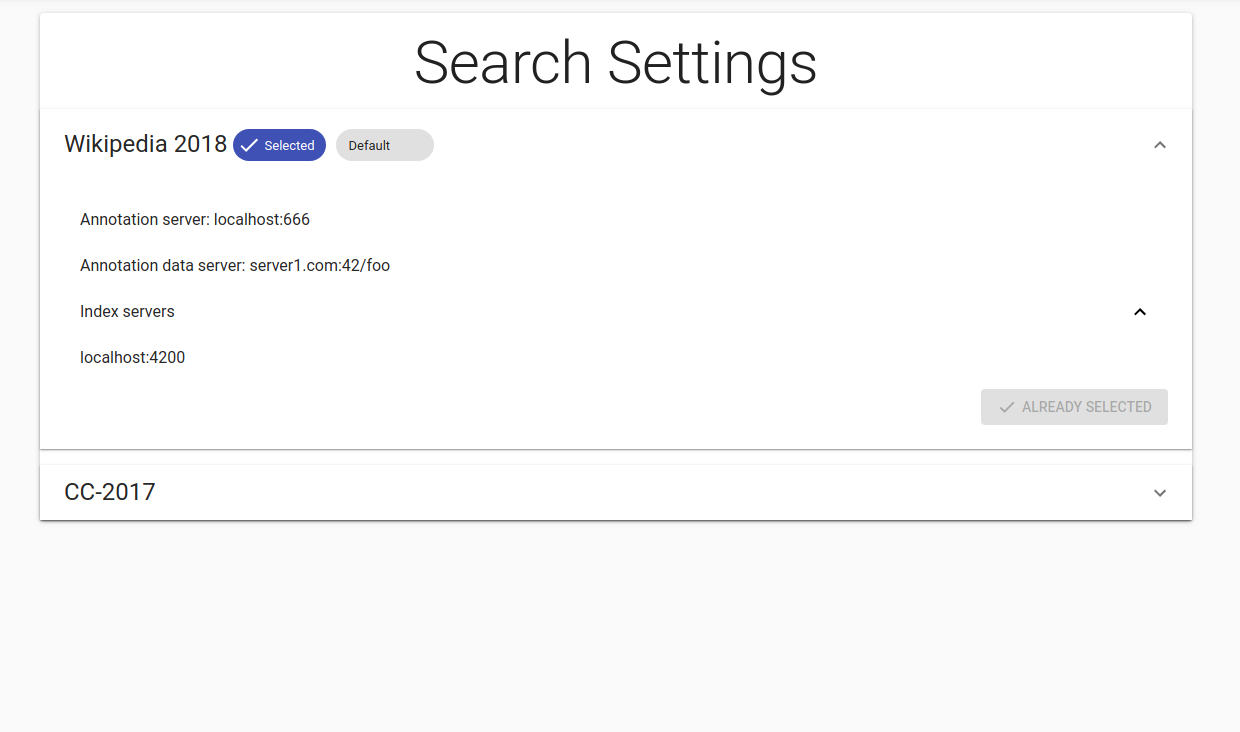 Search Settings
Wikipedia 2018 Selected Default
Annotation server: localhost:666
Annotation data server: server1.com:42/foo
Index servers
localhost:4200
ALREADY SELECTED
CC-2017